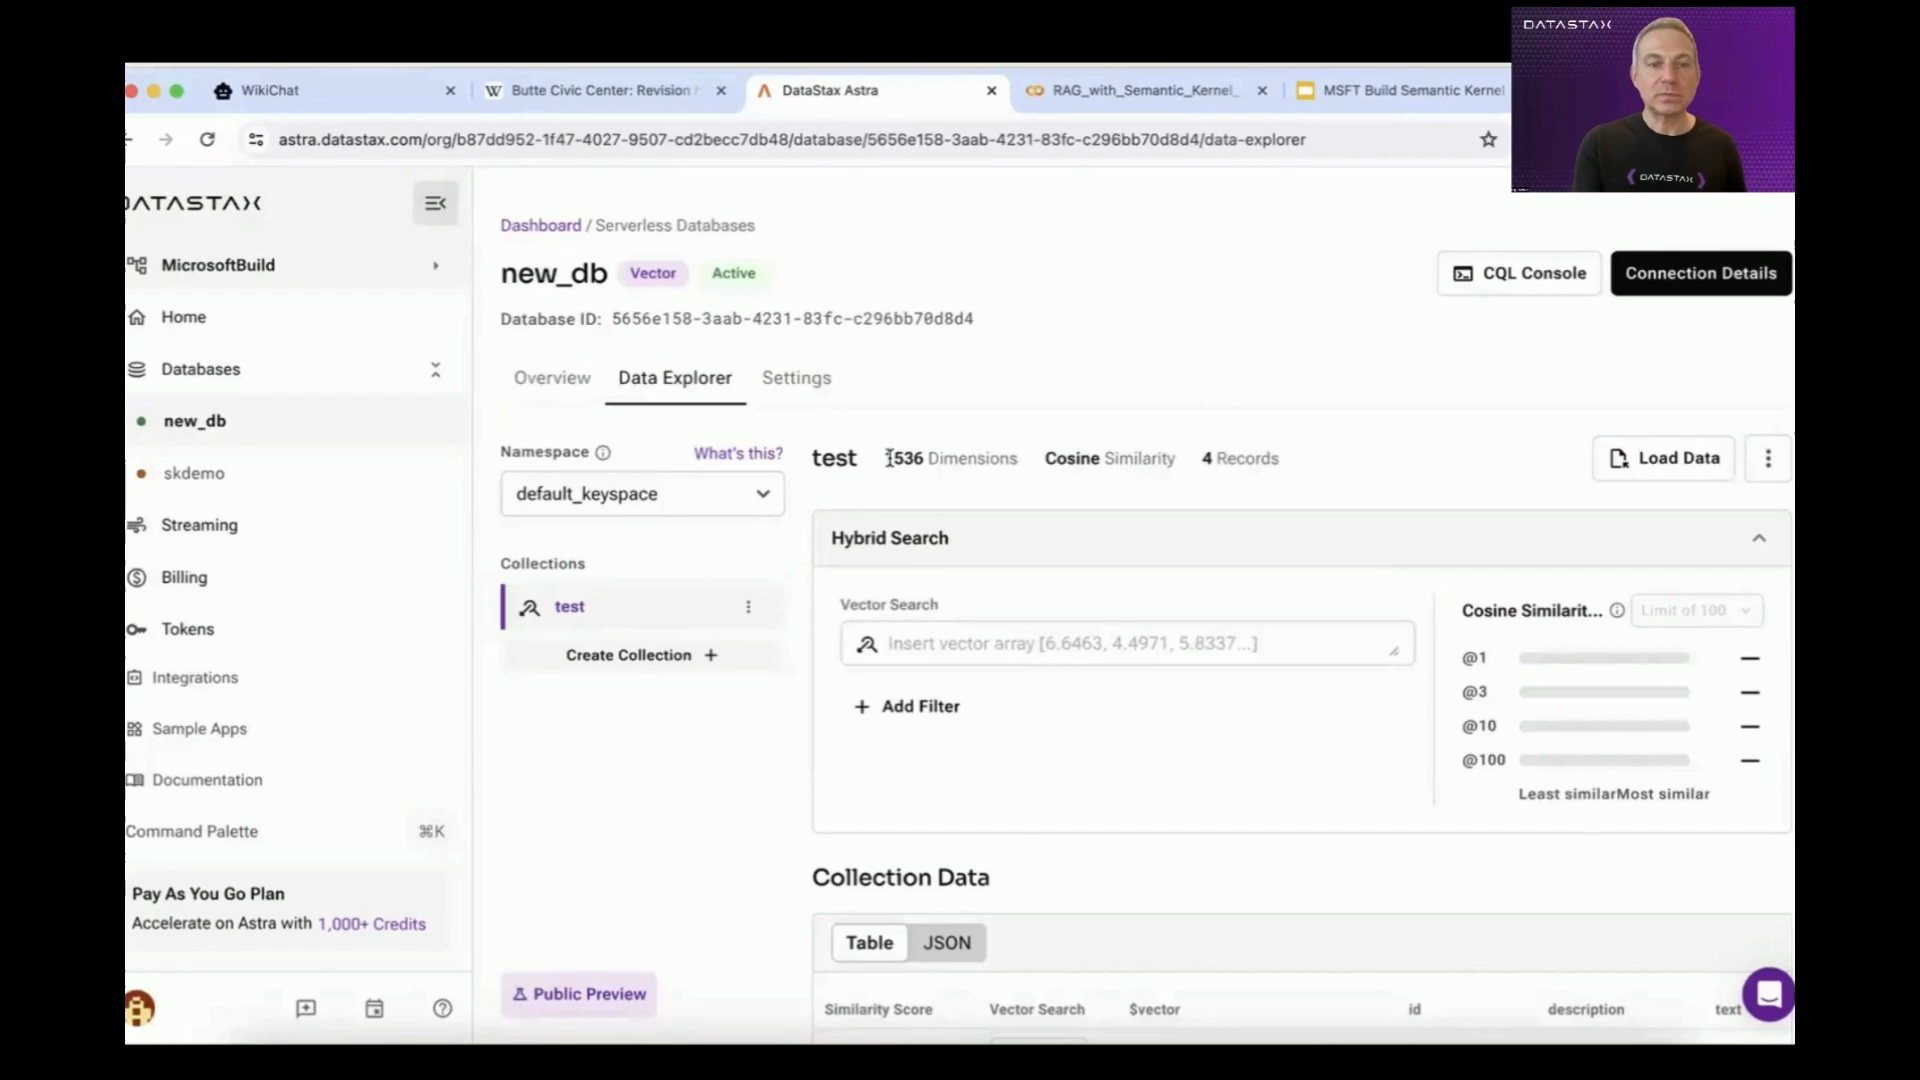 DATASTAX
WikiChat
Butte Civic Center: Revision
DataStax Astra
RAG_with_Semantic_Kernel_
MSFT Build Semantic Kernel
astra.datastax.com/org/b87dd952-1f47-4027-9507-cd2becc7db48/database/5656e158-3aab-4231-83fc-c296bb70d8d4/data-explorer
DATASTAX
DATASTAX
Dashboard / Serverless Databases
MicrosoftBuild
new_db Vector Active
CQL Console
Connection Details
Home
Database ID: 5656e158-3aab-4231-83fc-c296bb70d8d4
Databases
Overview Data Explorer Settings
new_db
Namespace What's this?
test 1536 Dimensions Cosine Similarity 4 Records
Load Data
skdemo
default_keyspace
Streaming
Hybrid Search
Collections
Billing
test
Vector Search
Cosine Similarit... Limit of 100
Tokens
Insert vector array [6.6463, 4.4971, 5.8337...]
Create Collection +
@1
Integrations
@3
+ Add Filter
@10
Sample Apps
@100
Documentation
Least similarMost similar
Command Palette ⌘K
Collection Data
Pay As You Go Plan
Accelerate on Astra with 1,000+ Credits
Table JSON
Public Preview
Similarity Score Vector Search $vector id description text